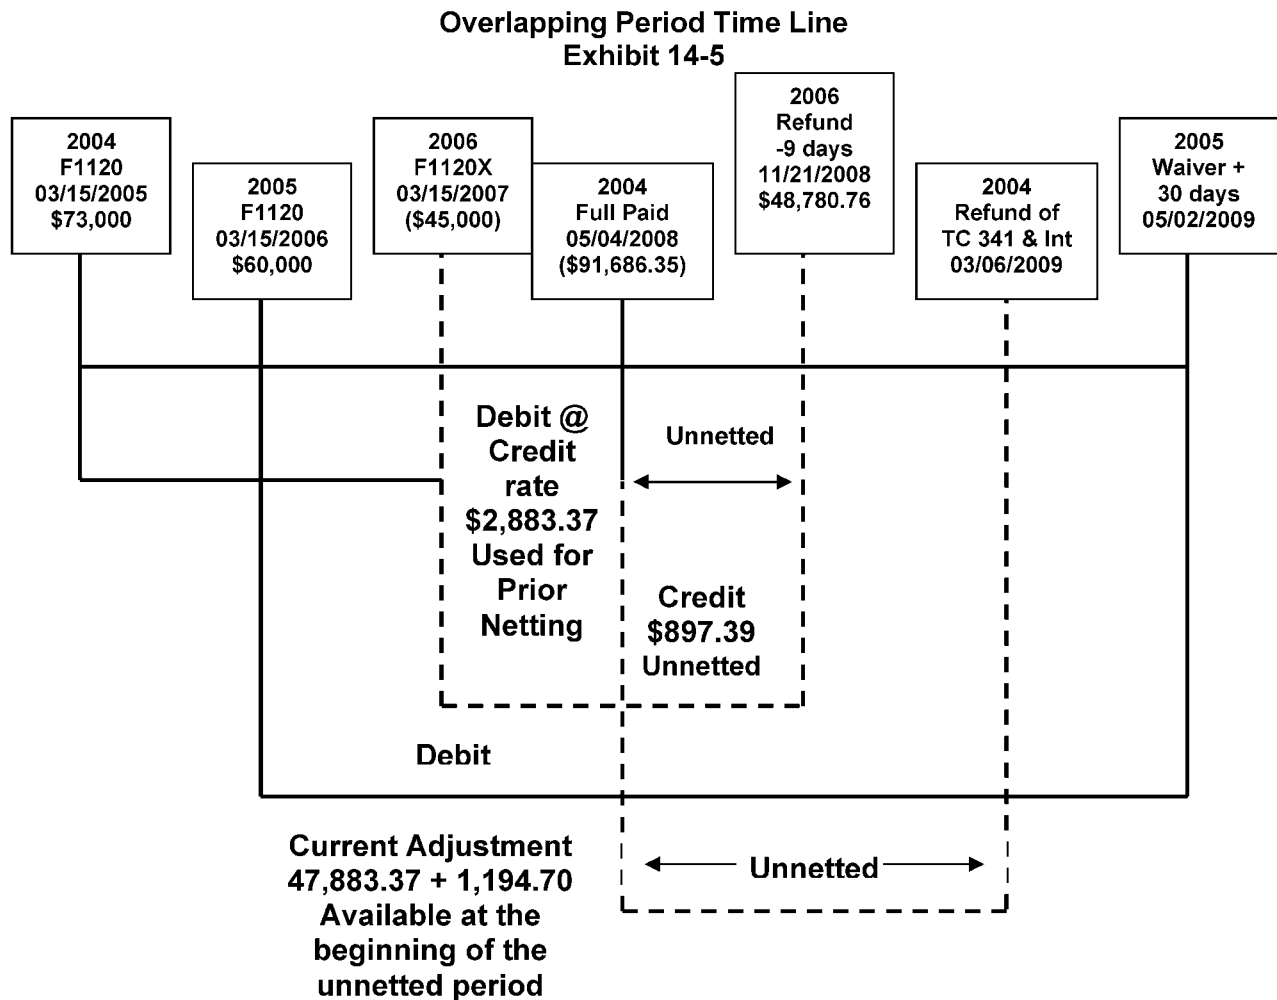 Overlapping Period Time Line
Exhibit 14-5
2004
F1120
03/15/2005
$73,000
2005
F1120
03/15/2006
$60,000
2006
F1120X
03/15/2007
($45,000)
2004
Full Paid
05/04/2008
($91,686.35)
2006
Refund
-9 days
11/21/2008
$48,780.76
2004
Refund of
TC 341 & Int
03/06/2009
2005
Waiver +
30 days
05/02/2009
Debit @
Credit
rate
$2,883.37
Used for
Prior
Netting
Unnetted
Credit
$897.39
Unnetted
Debit
Current Adjustment
47,883.37 + 1,194.70
Available at the
beginning of the
unnetted period
Unnetted